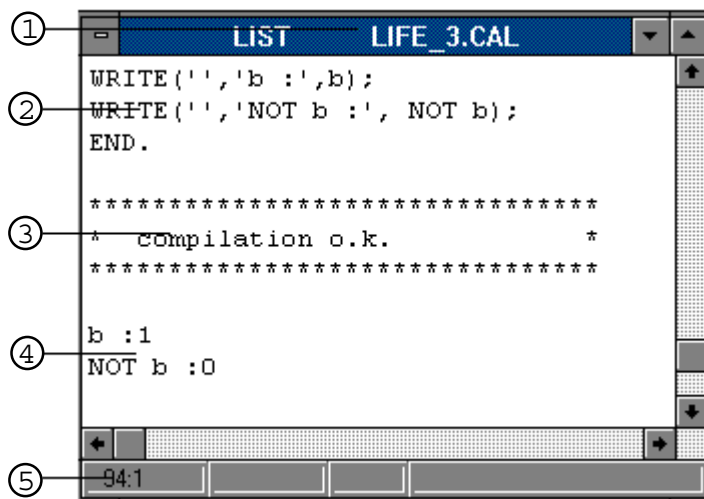 ① LIST LIFE_3.CAL
WRITE('','b :',b);
② WRITE('','NOT b :', NOT b);
END.
*********************************
③ * compilation o.k. *
*********************************
b :1
④ NOT b :0
⑤ 94:1